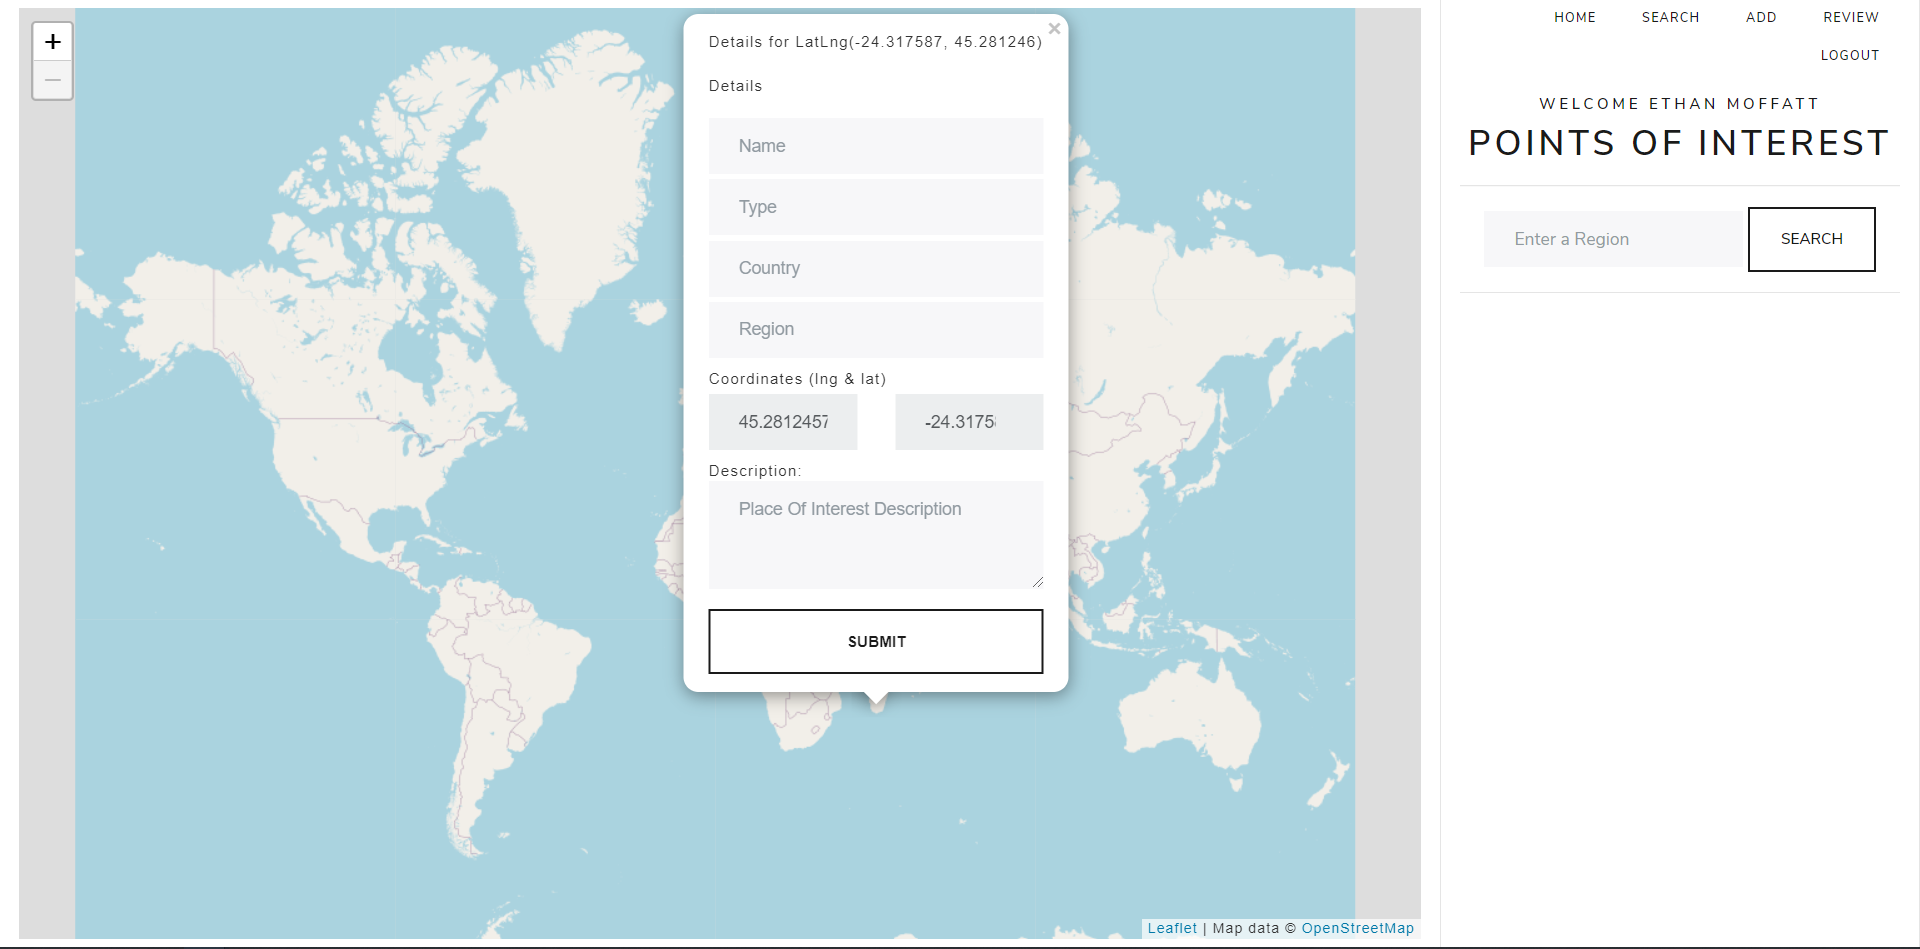 +
−
×
Details for LatLng(-24.317587, 45.281246)
Details
Name
Type
Country
Region
Coordinates (lng & lat)
45.2812457 -24.3175
Description:
Place Of Interest Description
SUBMIT
Leaflet | Map data © OpenStreetMap
HOME SEARCH ADD REVIEW
LOGOUT
WELCOME ETHAN MOFFATT
POINTS OF INTEREST
Enter a Region SEARCH